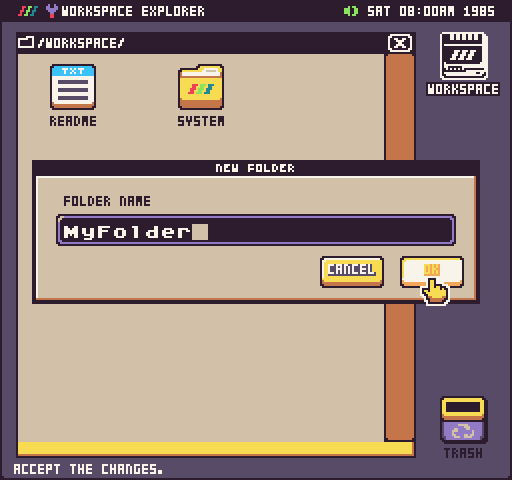 WORKSPACE EXPLORER
SAT 08:00AM 1985
/WORKSPACE/
TXT
README
SYSTEM
WORKSPACE
NEW FOLDER
FOLDER NAME
MyFolder
CANCEL
OK
TRASH
ACCEPT THE CHANGES.